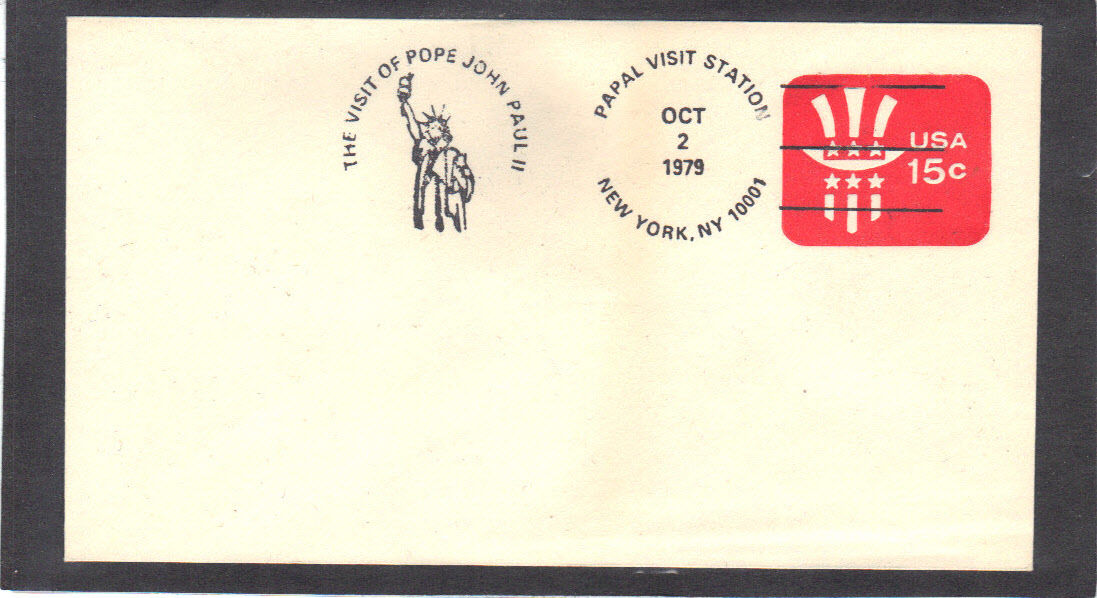 THE VISIT OF POPE JOHN PAUL II
PAPAL VISIT STATION
OCT
2
1979
NEW YORK, NY 10001
USA
15c